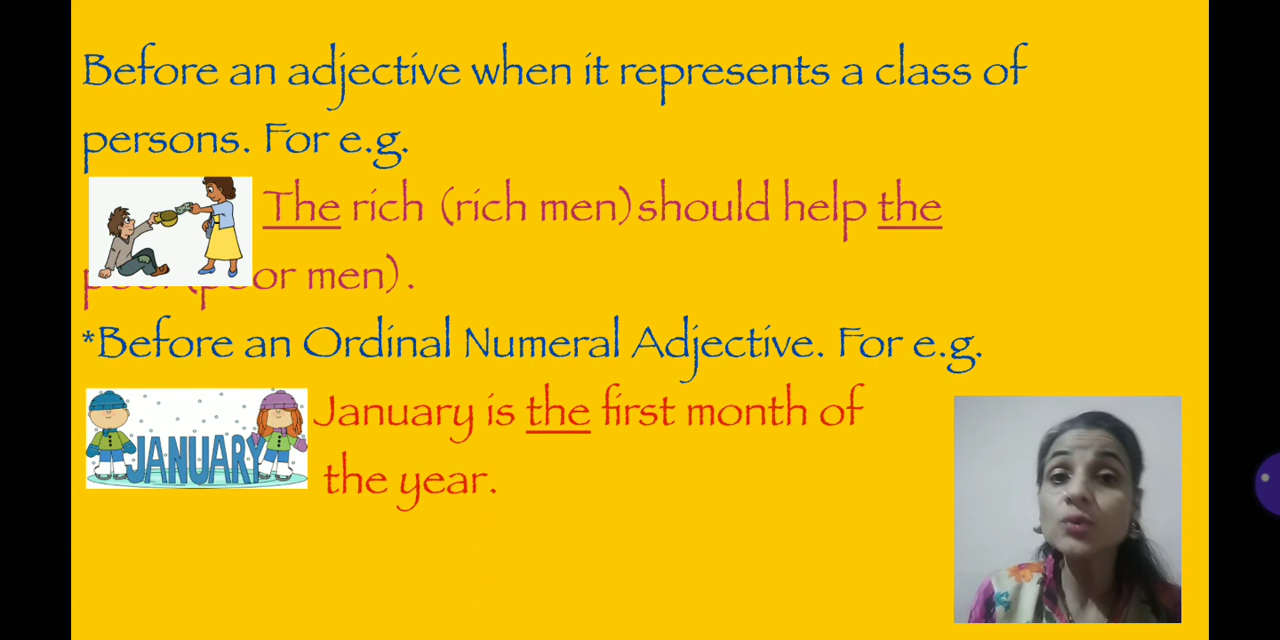 Before an adjective when it represents a class of
persons. For e.g.
The rich (rich men)should help the
men).
*Before an Ordinal Numeral Adjective. For e.g.
JANUARY
January is the first month of
the year.